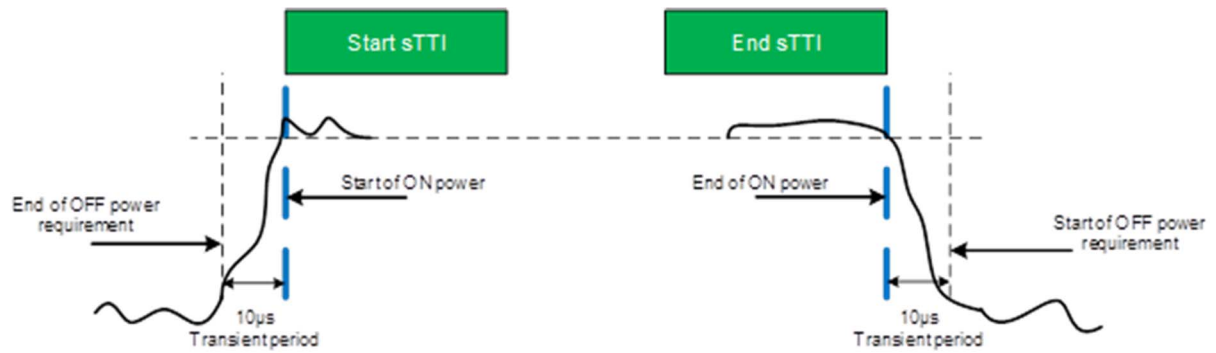 Start sTTI
End sTTI
Start of ON power
End of ON power
End of OFF power
requirement
Start of OFF power
requirement
10µs
Transient period
10µs
Transient period